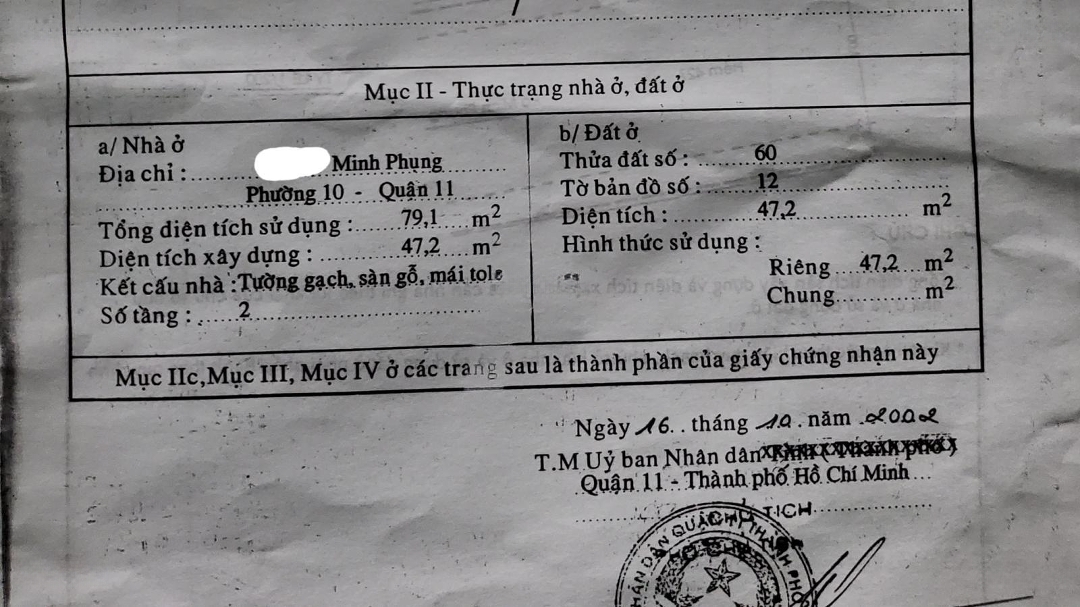 Mục II - Thực trạng nhà ở, đất ở
a/ Nhà ở
Địa chỉ : Minh Phụng
Phường 10 - Quận 11
Tổng diện tích sử dụng : 79,1 m2
Diện tích xây dựng : 47,2 m2
Kết cấu nhà : Tường gạch, sàn gỗ, mái tole
Số tầng : 2
b/ Đất ở
Thửa đất số : 60
Tờ bản đồ số : 12
Diện tích : 47,2 m2
Hình thức sử dụng :
Riêng 47,2 m2
Chung m2
Mục IIc, Mục III, Mục IV ở các trang sau là thành phần của giấy chứng nhận này
Ngày 16 . tháng 10 . năm 2002
T.M Uỷ ban Nhân dân
Quận 11 - Thành phố Hồ Chí Minh
TỊCH
DÂN QUẬN